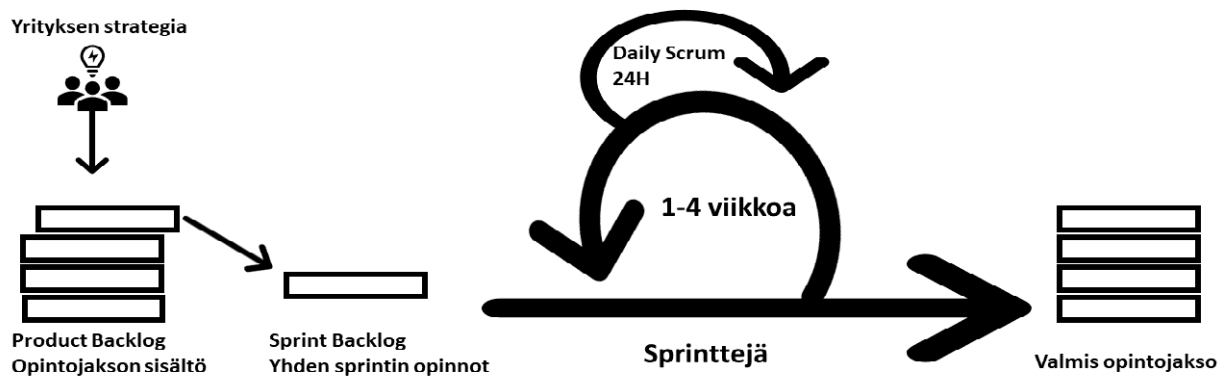 Yrityksen strategia
Daily Scrum
24H
1-4 viikkoa
Product Backlog
Opintojakson sisältö
Sprint Backlog
Yhden sprintin opinnot
Sprinttejä
Valmis opintojakso